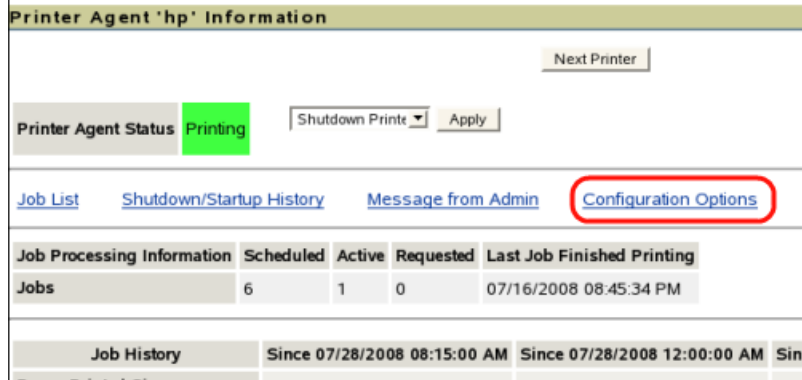 Printer Agent 'hp' Information
Next Printer
Printer Agent Status Printing Shutdown Printe Apply
Job List Shutdown/Startup History Message from Admin Configuration Options
Job Processing Information Scheduled Active Requested Last Job Finished Printing
Jobs 6 1 0 07/16/2008 08:45:34 PM
Job History Since 07/28/2008 08:15:00 AM Since 07/28/2008 12:00:00 AM Sin